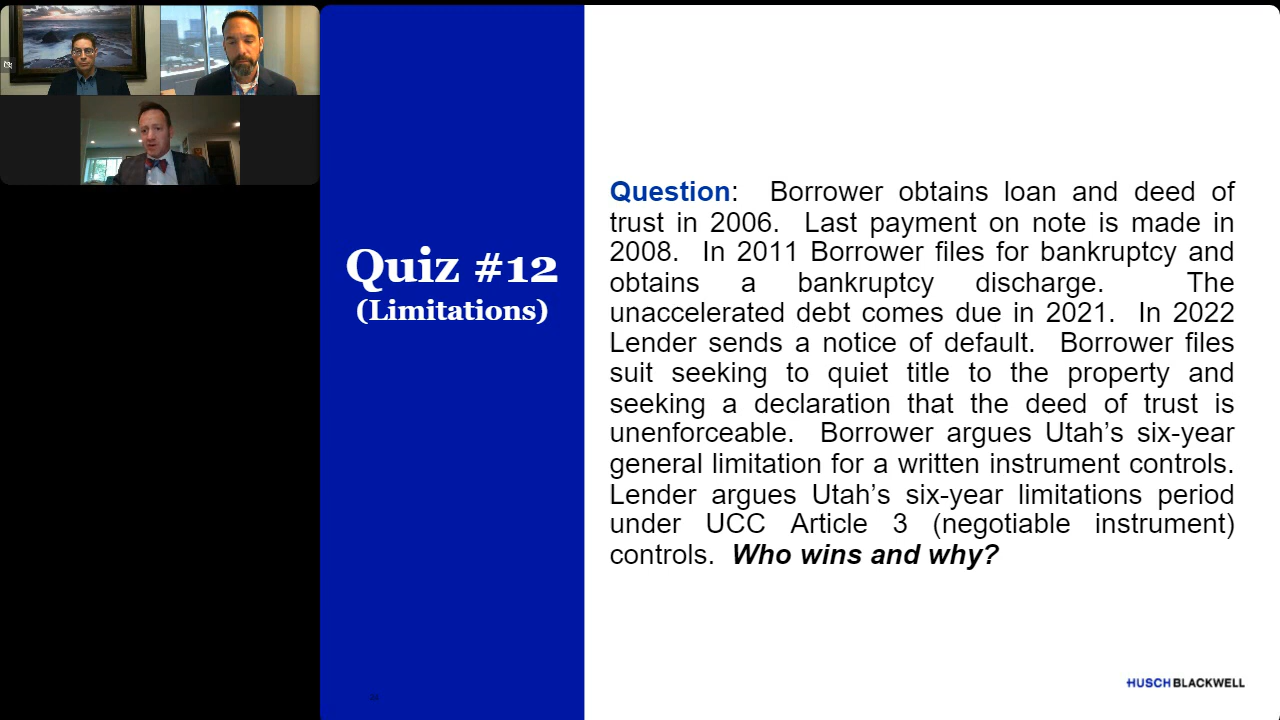 Quiz #12
(Limitations)
Question: Borrower obtains loan and deed of
trust in 2006. Last payment on note is made in
2008. In 2011 Borrower files for bankruptcy and
obtains a bankruptcy discharge. The
unaccelerated debt comes due in 2021. In 2022
Lender sends a notice of default. Borrower files
suit seeking to quiet title to the property and
seeking a declaration that the deed of trust is
unenforceable. Borrower argues Utah’s six-year
general limitation for a written instrument controls.
Lender argues Utah’s six-year limitations period
under UCC Article 3 (negotiable instrument)
controls. Who wins and why?
HUSCH BLACKWELL